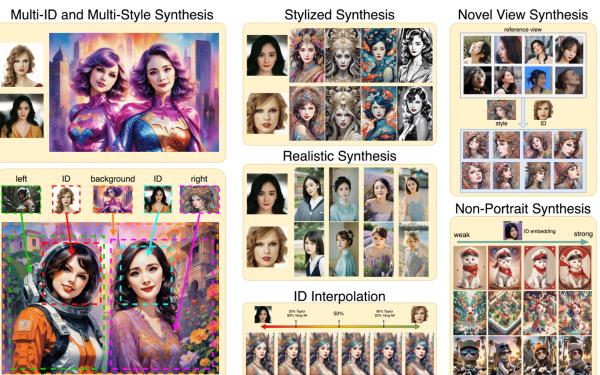 Multi-ID and Multi-Style Synthesis
left
ID
background
ID
right
Stylized Synthesis
Realistic Synthesis
ID Interpolation
20% Taylor
80% Yang Mi
50%
80% Taylor
20% Yang Mi
Novel View Synthesis
reference view
style
ID
Non-Portrait Synthesis
weak
ID embedding
strong